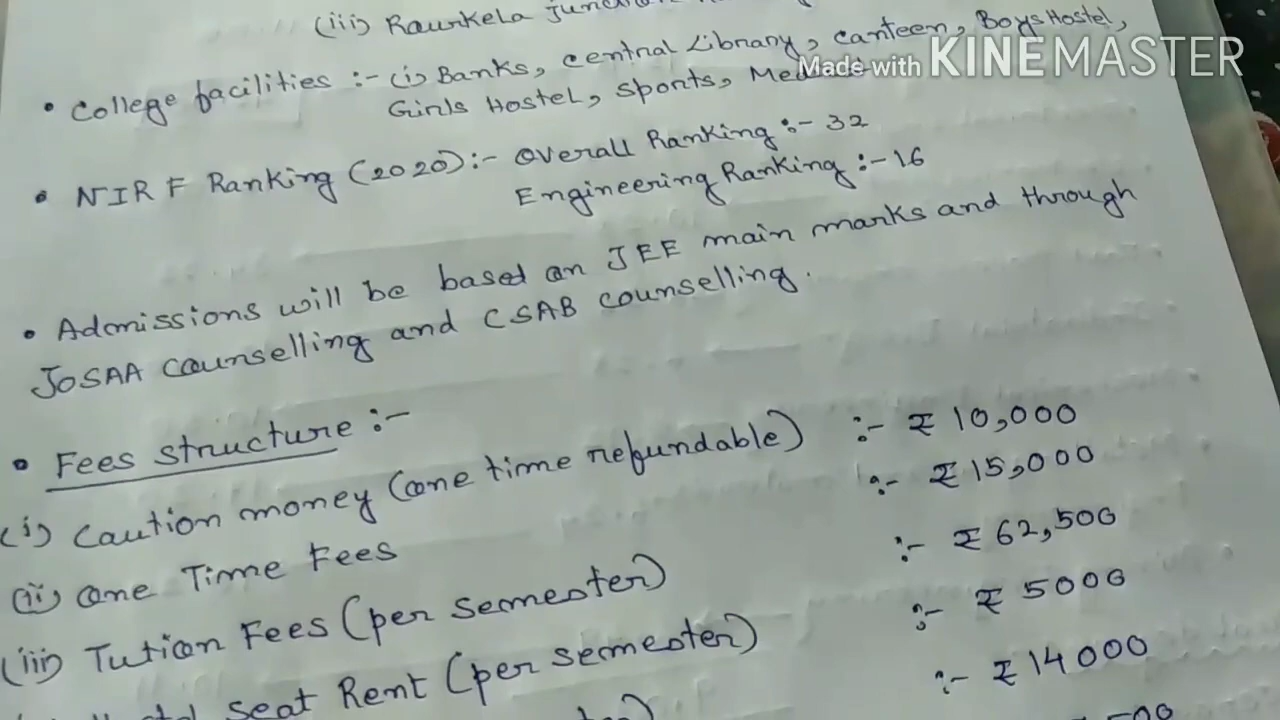 (iii) Raurkela
• College facilities :- (i) Banks, central Library, canteen, Boys Hostel,
Girls Hostel, sports,
Made with KINEMASTER
• NIRF Ranking (2020):- Overall Ranking :- 32
Engineering Ranking :- 16
• Admissions will be based on JEE main marks and through
JOSAA counselling and CSAB counselling.
• Fees structure :-
(i) Caution money (one time refundable) :- ₹ 10,000
(ii) One Time Fees :- ₹ 15,000
(iii) Tution Fees (per semester) :- ₹ 62,500
seat Rent (per semester) :- ₹ 5000
:- ₹ 14000